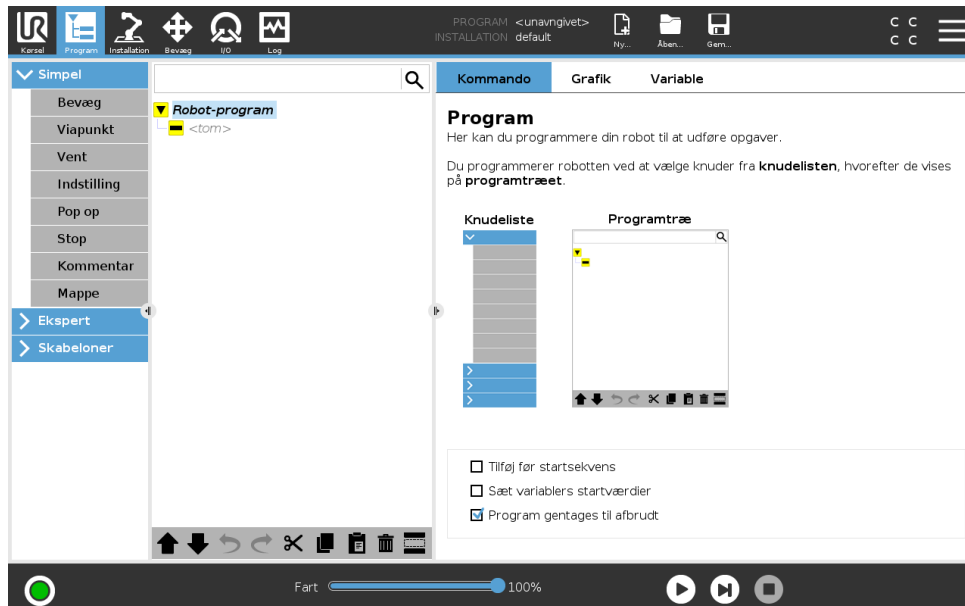 UR
PROGRAM <unavngivet>
INSTALLATION default
C C
C C
Kørsel Program Installation Bevæg I/O Log Ny... Åben... Gem...
Simpel
Bevæg
Viapunkt
Vent
Indstilling
Pop op
Stop
Kommentar
Mappe
Ekspert
Skabeloner
Robot-program
<tom>
Kommando Grafik Variable
Program
Her kan du programmere din robot til at udføre opgaver.
Du programmerer robotten ved at vælge knuder fra knudelisten, hvorefter de vises
på programtræet.
Knudeliste Programtræ
Tilføj før startsekvens
Sæt variablers startværdier
Program gentages til afbrudt
Fart 100%